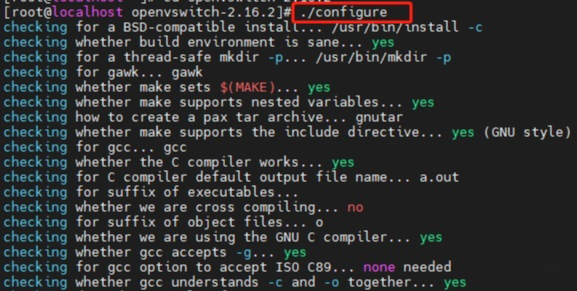 [root@localhost openvswitch-2.16.2]# ./configure
checking for a BSD-compatible install... /usr/bin/install -c
checking whether build environment is sane... yes
checking for a thread-safe mkdir -p... /usr/bin/mkdir -p
checking for gawk... gawk
checking whether make sets $(MAKE)... yes
checking whether make supports nested variables... yes
checking how to create a pax tar archive... gnutar
checking whether make supports the include directive... yes (GNU style)
checking for gcc... gcc
checking whether the C compiler works... yes
checking for C compiler default output file name... a.out
checking for suffix of executables...
checking whether we are cross compiling... no
checking for suffix of object files... o
checking whether we are using the GNU C compiler... yes
checking whether gcc accepts -g... yes
checking for gcc option to accept ISO C89... none needed
checking whether gcc understands -c and -o together... yes